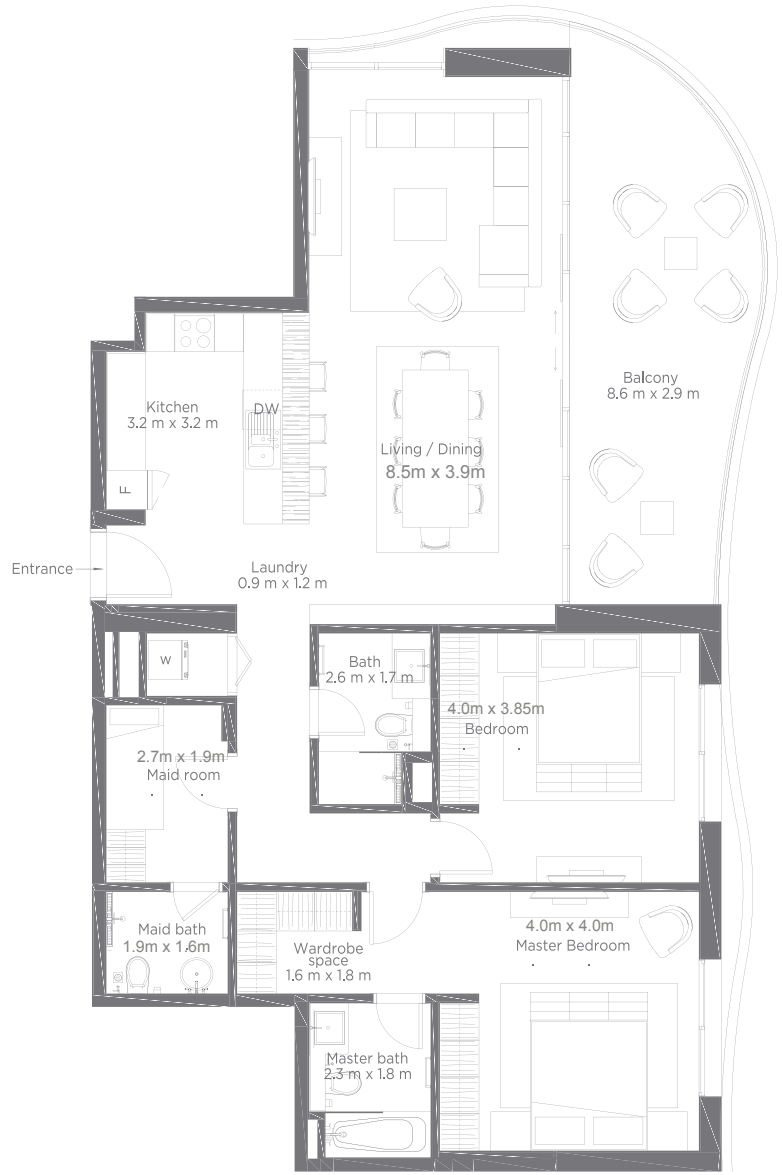 Balcony
8.6 m x 2.9 m
Kitchen
3.2 m x 3.2 m
DW
Living / Dining
8.5m x 3.9m
F
Entrance
Laundry
0.9 m x 1.2 m
W
Bath
2.6 m x 1.7 m
4.0m x 3.85m
Bedroom
2.7m x 1.9m
Maid room
Maid bath
1.9m x 1.6m
Wardrobe
space
1.6 m x 1.8 m
4.0m x 4.0m
Master Bedroom
Master bath
2.3 m x 1.8 m